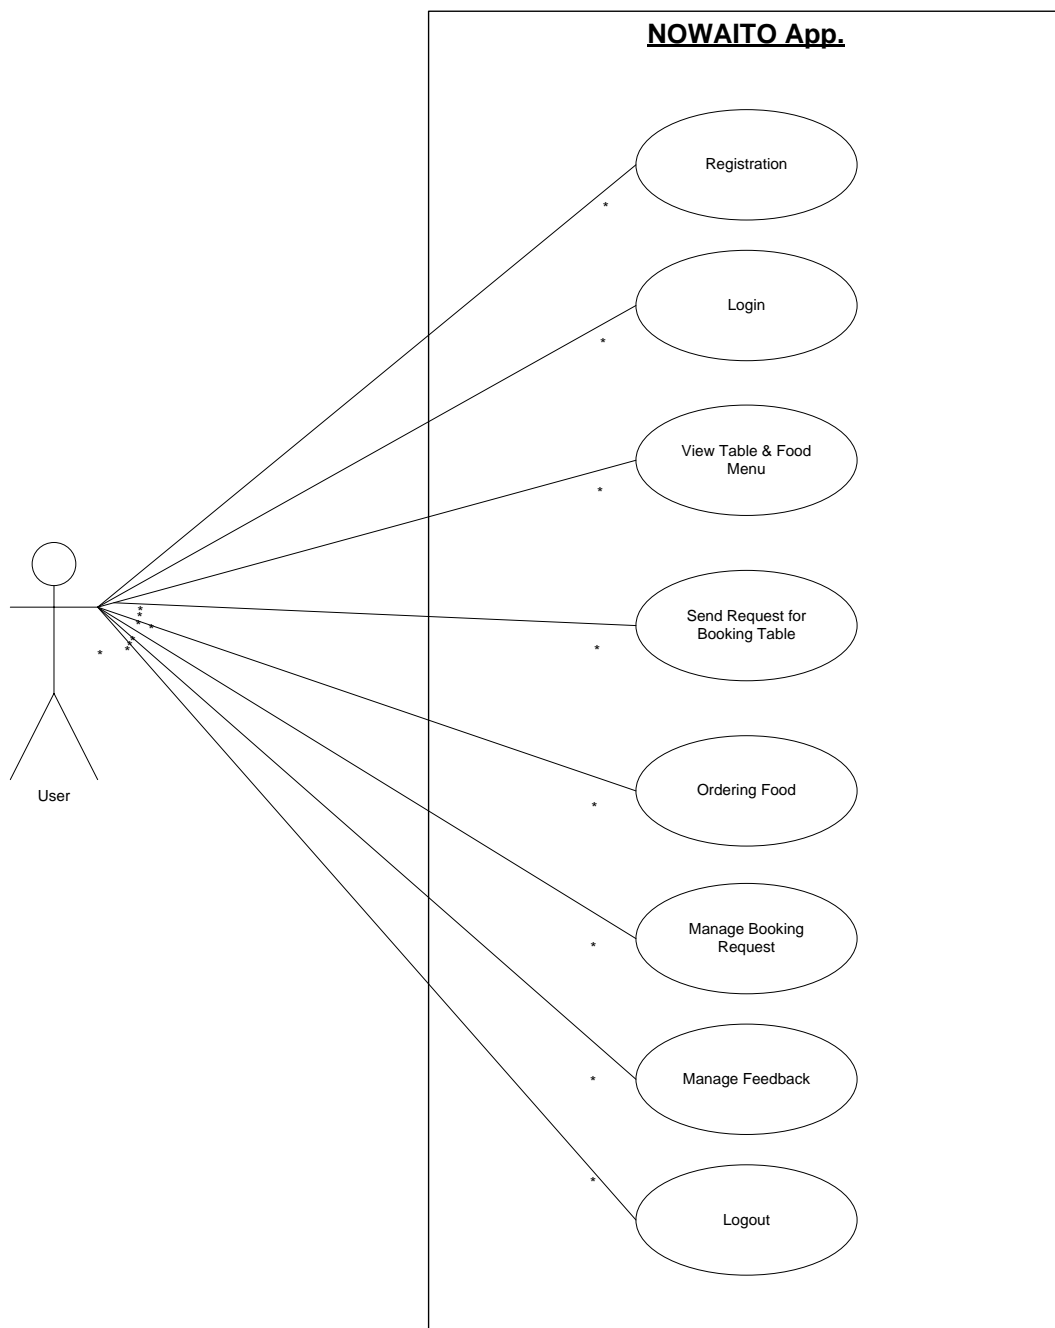 NOWAITO App.
Registration
*
Login
*
View Table & Food
Menu
*
Send Request for
Booking Table
*
*
*
*
*
*
*
*
*
User
Ordering Food
*
Manage Booking
Request
*
Manage Feedback
*
Logout
*